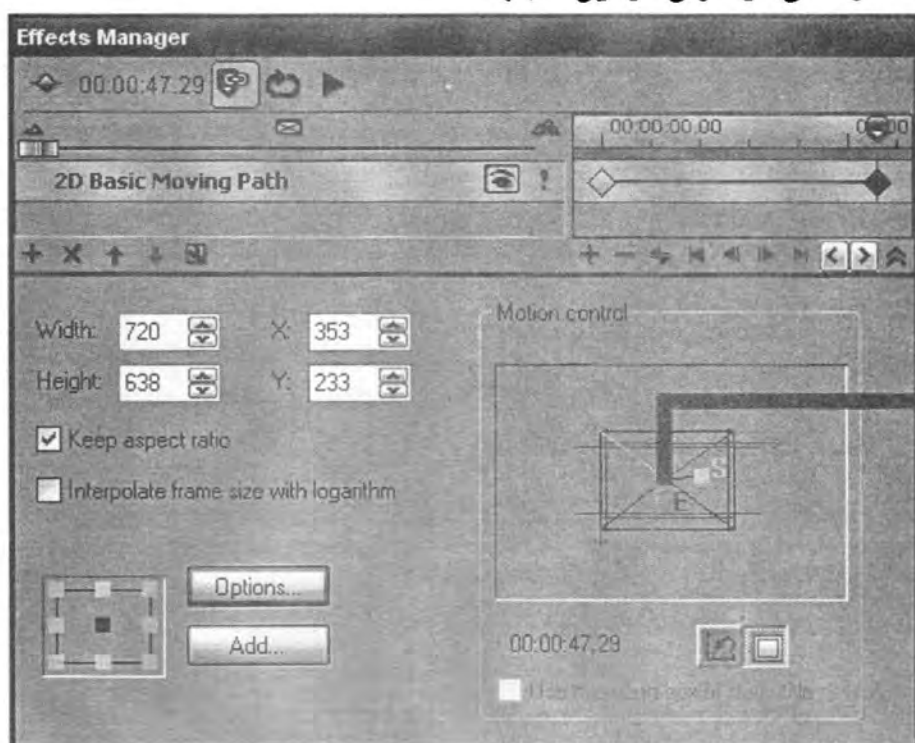 Effects Manager
00:00:47.29
00:00:00.00
2D Basic Moving Path
!
Width: 720 X: 353
Height: 638 Y: 233
Keep aspect ratio
Interpolate frame size with logarithm
Options...
Add...
Motion control
S
E
00:00:47,29